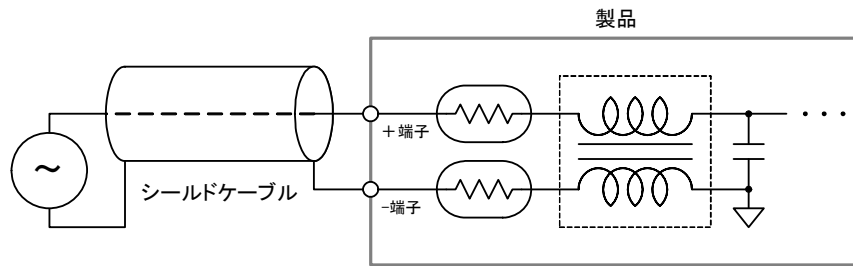 製品
+端子
シールドケーブル
-端子
~
. . .